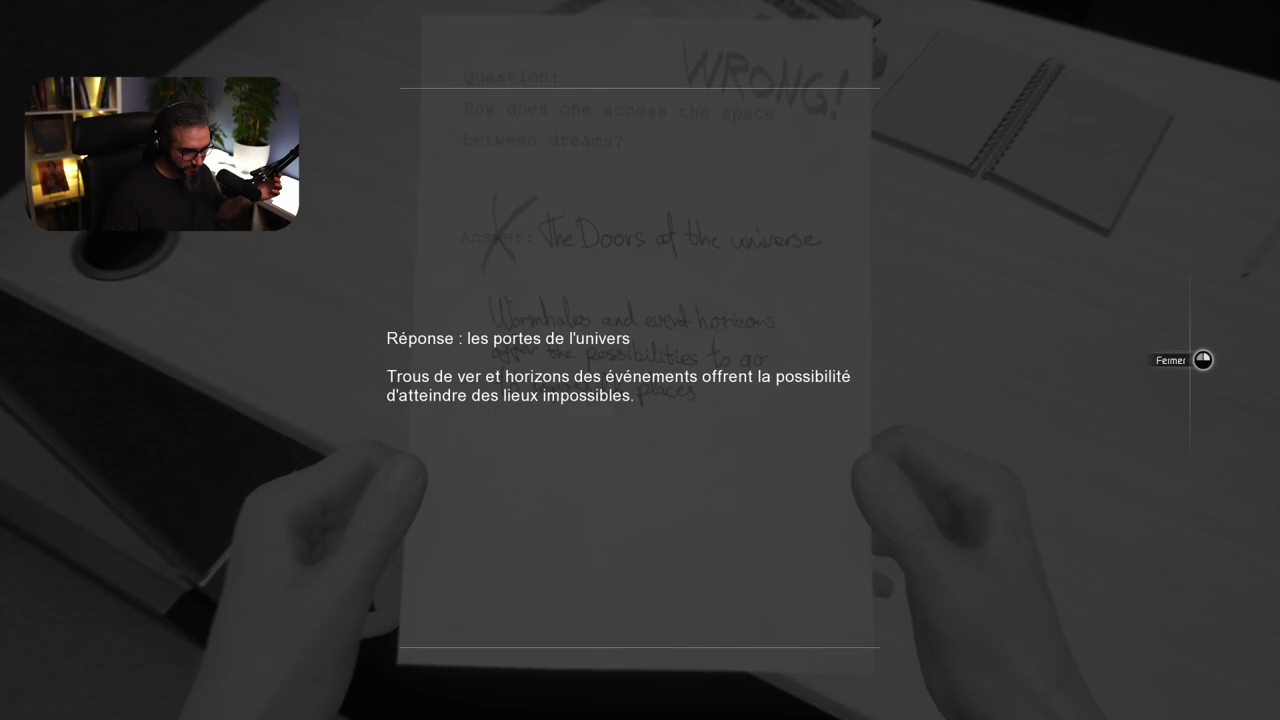 WRONG!
Question:
How does one access the space
between dreams?
Answer: The Doors of the universe
Wormholes and event horizons
offer the possibilities to go
places
Réponse : les portes de l'univers
Trous de ver et horizons des événements offrent la possibilité
d'atteindre des lieux impossibles.
Fermer